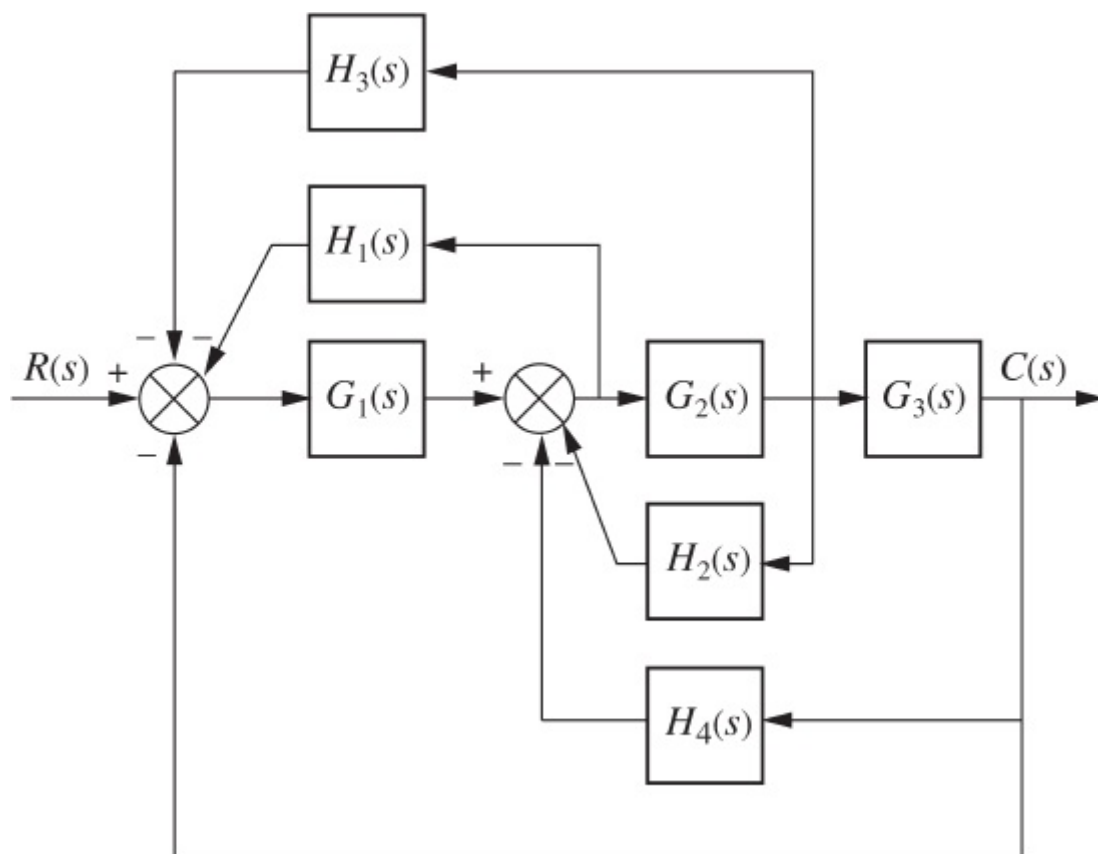 H₃(s)
H₁(s)
− −
R(s) + G₁(s) + G₂(s) G₃(s) C(s)
− − −
H₂(s)
H₄(s)